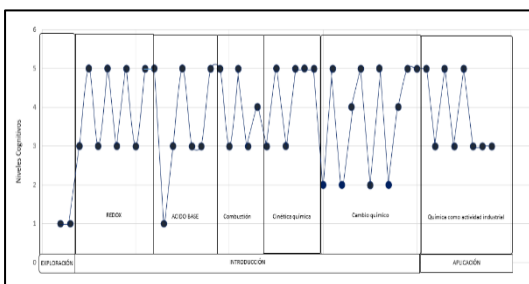 Niveles Cognitivos
6
5
4
3
2
1
0
REDOX
ACIDO BASE
Combustión
Cinética química
Cambio químico
Química como actividad industrial
EXPLORACIÓN
INTRODUCCIÓN
APLICACIÓN